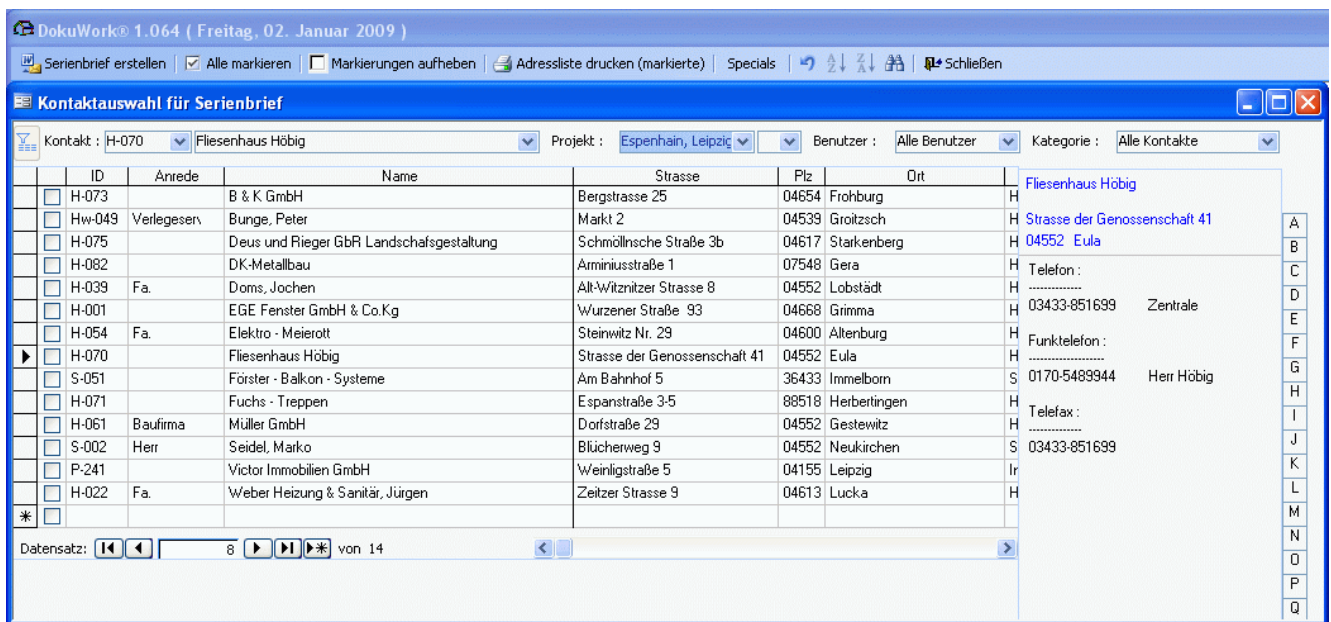 DokuWork® 1.064 ( Freitag, 02. Januar 2009 )
Serienbrief erstellen Alle markieren Markierungen aufheben Adressliste drucken (markierte) Specials Schließen
Kontaktauswahl für Serienbrief
Kontakt : H-070 Fliesenhaus Höbig Projekt : Espenhain, Leipzig Benutzer : Alle Benutzer Kategorie : Alle Kontakte
ID Anrede Name Strasse Plz Ort
H-073 B & K GmbH Bergstrasse 25 04654 Frohburg H
Hw-049 Verlegeserv Bunge, Peter Markt 2 04539 Groitzsch H
H-075 Deus und Rieger GbR Landschafsgestaltung Schmöllnsche Straße 3b 04617 Starkenberg H
H-082 DK-Metallbau Arminiusstraße 1 07548 Gera H
H-039 Fa. Doms, Jochen Alt-Witznitzer Strasse 8 04552 Lobstädt H
H-001 EGE Fenster GmbH & Co.Kg Wurzener Straße 93 04668 Grimma H
H-054 Fa. Elektro - Meierott Steinwitz Nr. 29 04600 Altenburg H
H-070 Fliesenhaus Höbig Strasse der Genossenschaft 41 04552 Eula H
S-051 Förster - Balkon - Systeme Am Bahnhof 5 36433 Immelborn S
H-071 Fuchs - Treppen Espanstraße 3-5 88518 Herbertingen H
H-061 Baufirma Müller GmbH Dorfstraße 29 04552 Gestewitz H
S-002 Herr Seidel, Marko Blücherweg 9 04552 Neukirchen S
P-241 Victor Immobilien GmbH Weinligstraße 5 04155 Leipzig Ir
H-022 Fa. Weber Heizung & Sanitär, Jürgen Zeitzer Strasse 9 04613 Lucka H
Datensatz: 8 von 14
Fliesenhaus Höbig
Strasse der Genossenschaft 41
04552 Eula
Telefon :
--------------
03433-851699 Zentrale
Funktelefon :
--------------------
0170-5489944 Herr Höbig
Telefax :
--------------
03433-851699
A
B
C
D
E
F
G
H
I
J
K
L
M
N
O
P
Q